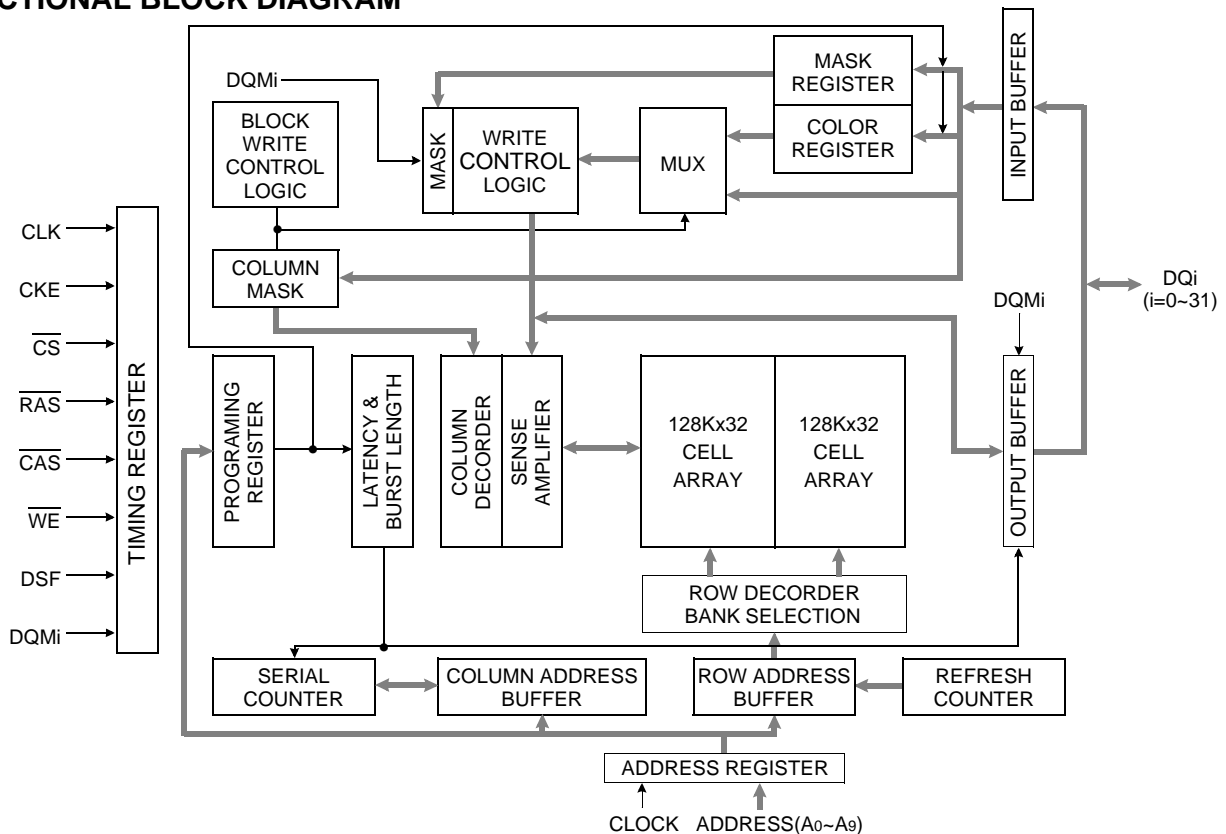 CTIONAL BLOCK DIAGRAM
DQMi
BLOCK
WRITE
CONTROL
LOGIC
MASK
WRITE
CONTROL
LOGIC
MUX
MASK
REGISTER
COLOR
REGISTER
INPUT BUFFER
COLUMN
MASK
DQMi
DQi
(i=0~31)
CLK
CKE
CS
RAS
CAS
WE
DSF
DQMi
TIMING REGISTER
PROGRAMING
REGISTER
LATENCY &
BURST LENGTH
COLUMN
DECORDER
SENSE
AMPLIFIER
128Kx32
CELL
ARRAY
128Kx32
CELL
ARRAY
OUTPUT BUFFER
ROW DECORDER
BANK SELECTION
SERIAL
COUNTER
COLUMN ADDRESS
BUFFER
ROW ADDRESS
BUFFER
REFRESH
COUNTER
ADDRESS REGISTER
CLOCK
ADDRESS(A0~A9)